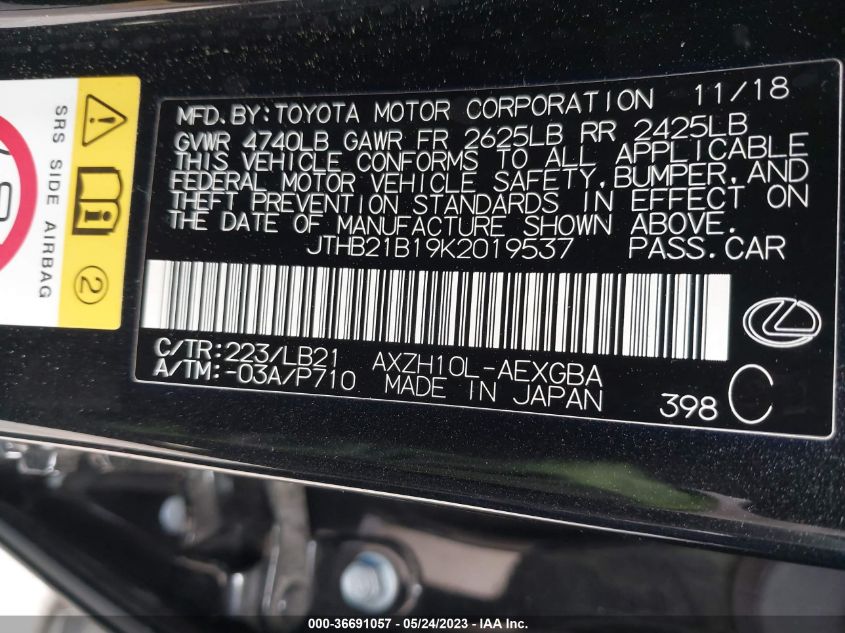 SRS SIDE AIRBAG
2
MFD.BY:TOYOTA MOTOR CORPORATION 11/18
GVWR 4740LB GAWR FR 2625LB RR 2425LB
THIS VEHICLE CONFORMS TO ALL APPLICABLE
FEDERAL MOTOR VEHICLE SAFETY,BUMPER,AND
THEFT PREVENTION STANDARDS IN EFFECT ON
THE DATE OF MANUFACTURE SHOWN ABOVE.
JTHB21B19K2019537 PASS.CAR
C/TR:223/LB21 AXZH10L-AEXGBA
A/TM:-03A/P710 MADE IN JAPAN
398 C
000-36691057 - 05/24/2023 - IAA Inc.